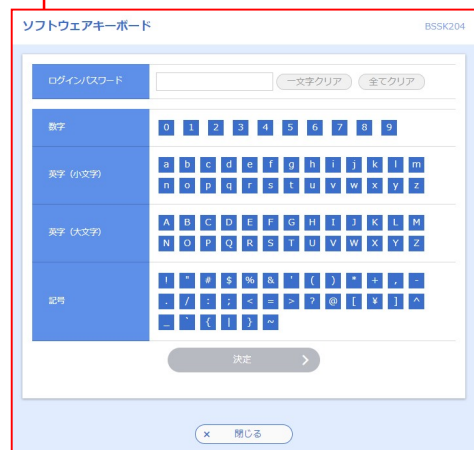 ソフトウェアキーボード BSSK204
ログインパスワード 一文字クリア 全てクリア
数字 0 1 2 3 4 5 6 7 8 9
英字（小文字） a b c d e f g h i j k l m
n o p q r s t u v w x y z
英字（大文字） A B C D E F G H I J K L M
N O P Q R S T U V W X Y Z
記号 ! " # $ % & ' ( ) * + , -
. / : ; < = > ? @ [ ¥ ] ^
_ ` { | } ~
決定 >
× 閉じる